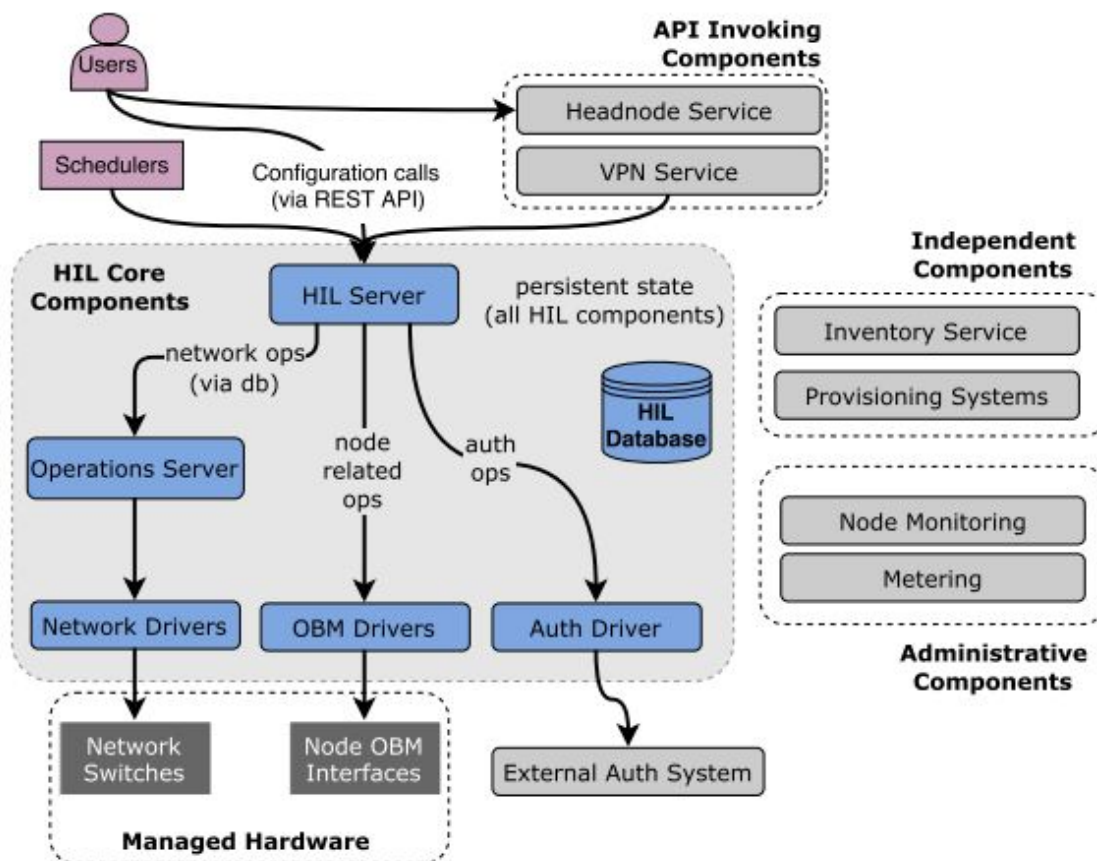 Users
API Invoking
Components
Headnode Service
VPN Service
Schedulers
Configuration calls
(via REST API)
HIL Core
Components
HIL Server
persistent state
(all HIL components)
network ops
(via db)
HIL
Database
Operations Server
node
related
ops
auth
ops
Network Drivers
OBM Drivers
Auth Driver
Network
Switches
Node OBM
Interfaces
External Auth System
Managed Hardware
Independent
Components
Inventory Service
Provisioning Systems
Node Monitoring
Metering
Administrative
Components